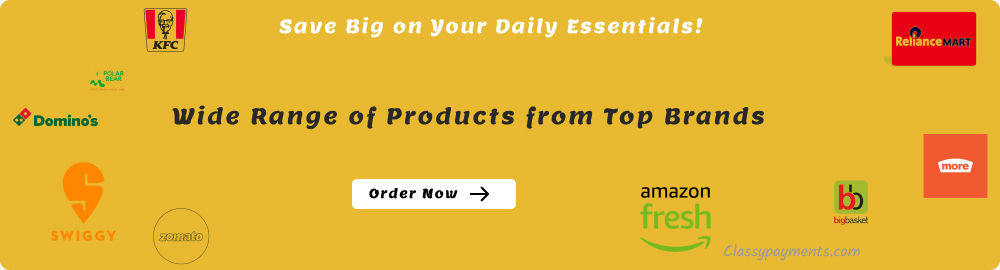 Save Big on Your Daily Essentials!
KFC
RelianceMART
POLAR
BEAR
Domino's
Wide Range of Products from Top Brands
more
SWIGGY
zomato
Order Now
amazon
fresh
bb
bigbasket
Classypayments.com